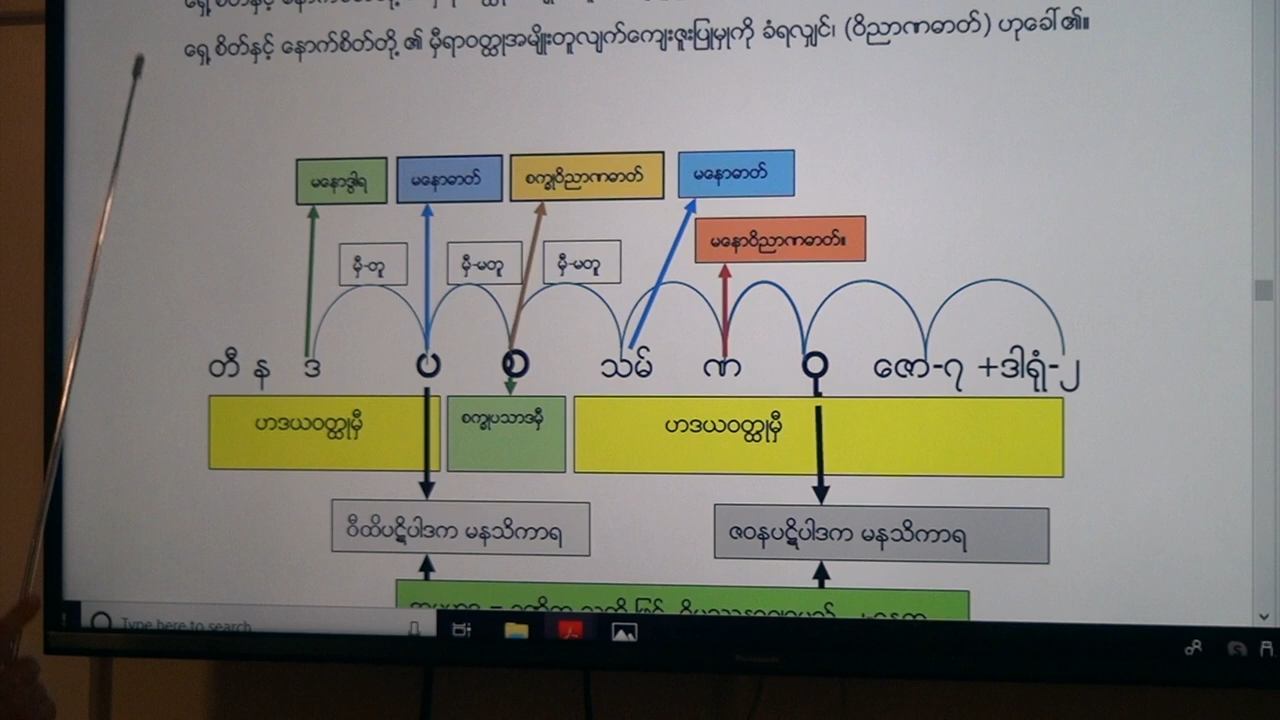 ရှေ့စိတ်နှင့် နောက်စိတ်တို့ ၏ မှီရာဝတ္ထုအမျိုးတူလျက်ကျေးဇူးပြုမှုကို ခံရလျှင်၊ (ဝိညာဏဓာတ်) ဟုခေါ်၏။
မနောဒွါရ မနောဓာတ် စက္ခုဝိညာဏဓာတ် မနောဓာတ်
မနောဝိညာဏဓာတ်။
မှီ-တူ မှီ-မတူ မှီ-မတူ
တီ န ဒ ပ စ သမ် ဏ ဝု ဇော-၇ +ဒါရုံ-၂
ဟဒယဝတ္ထုမှီ စက္ခုပသာဒမှီ ဟဒယဝတ္ထုမှီ
ဝီထိပဋိပါဒက မနသိကာရ ဇဝနပဋိပါဒက မနသိကာရ
Type here to search
Panasonic